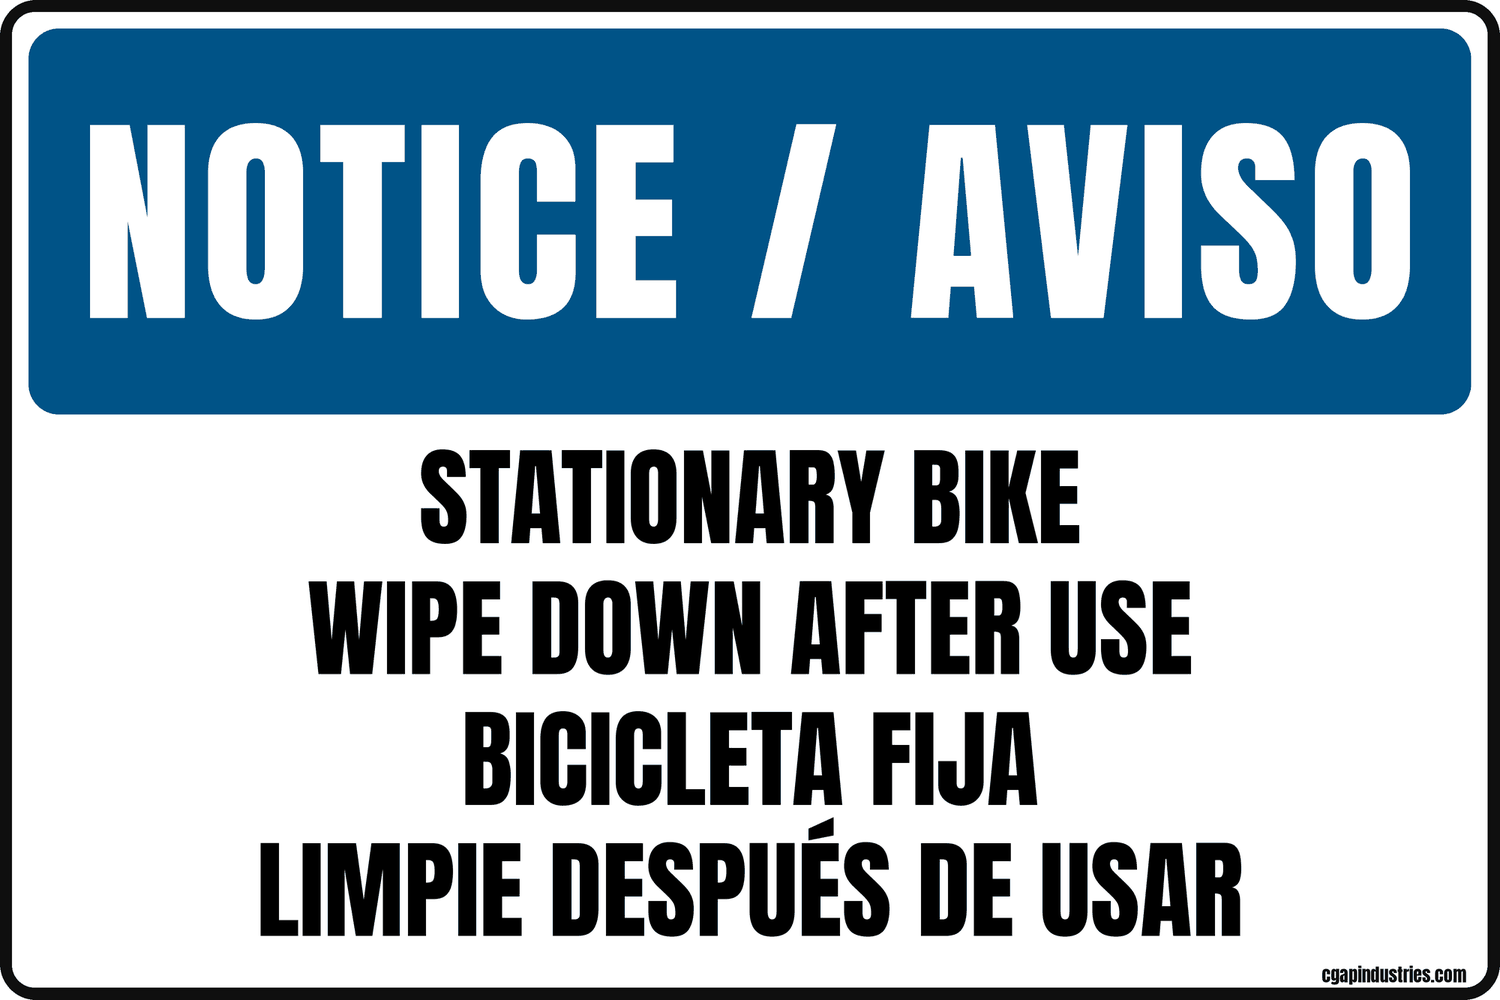 NOTICE / AVISO
STATIONARY BIKE
WIPE DOWN AFTER USE
BICICLETA FIJA
LIMPIE DESPUÉS DE USAR
cgapindustries.com